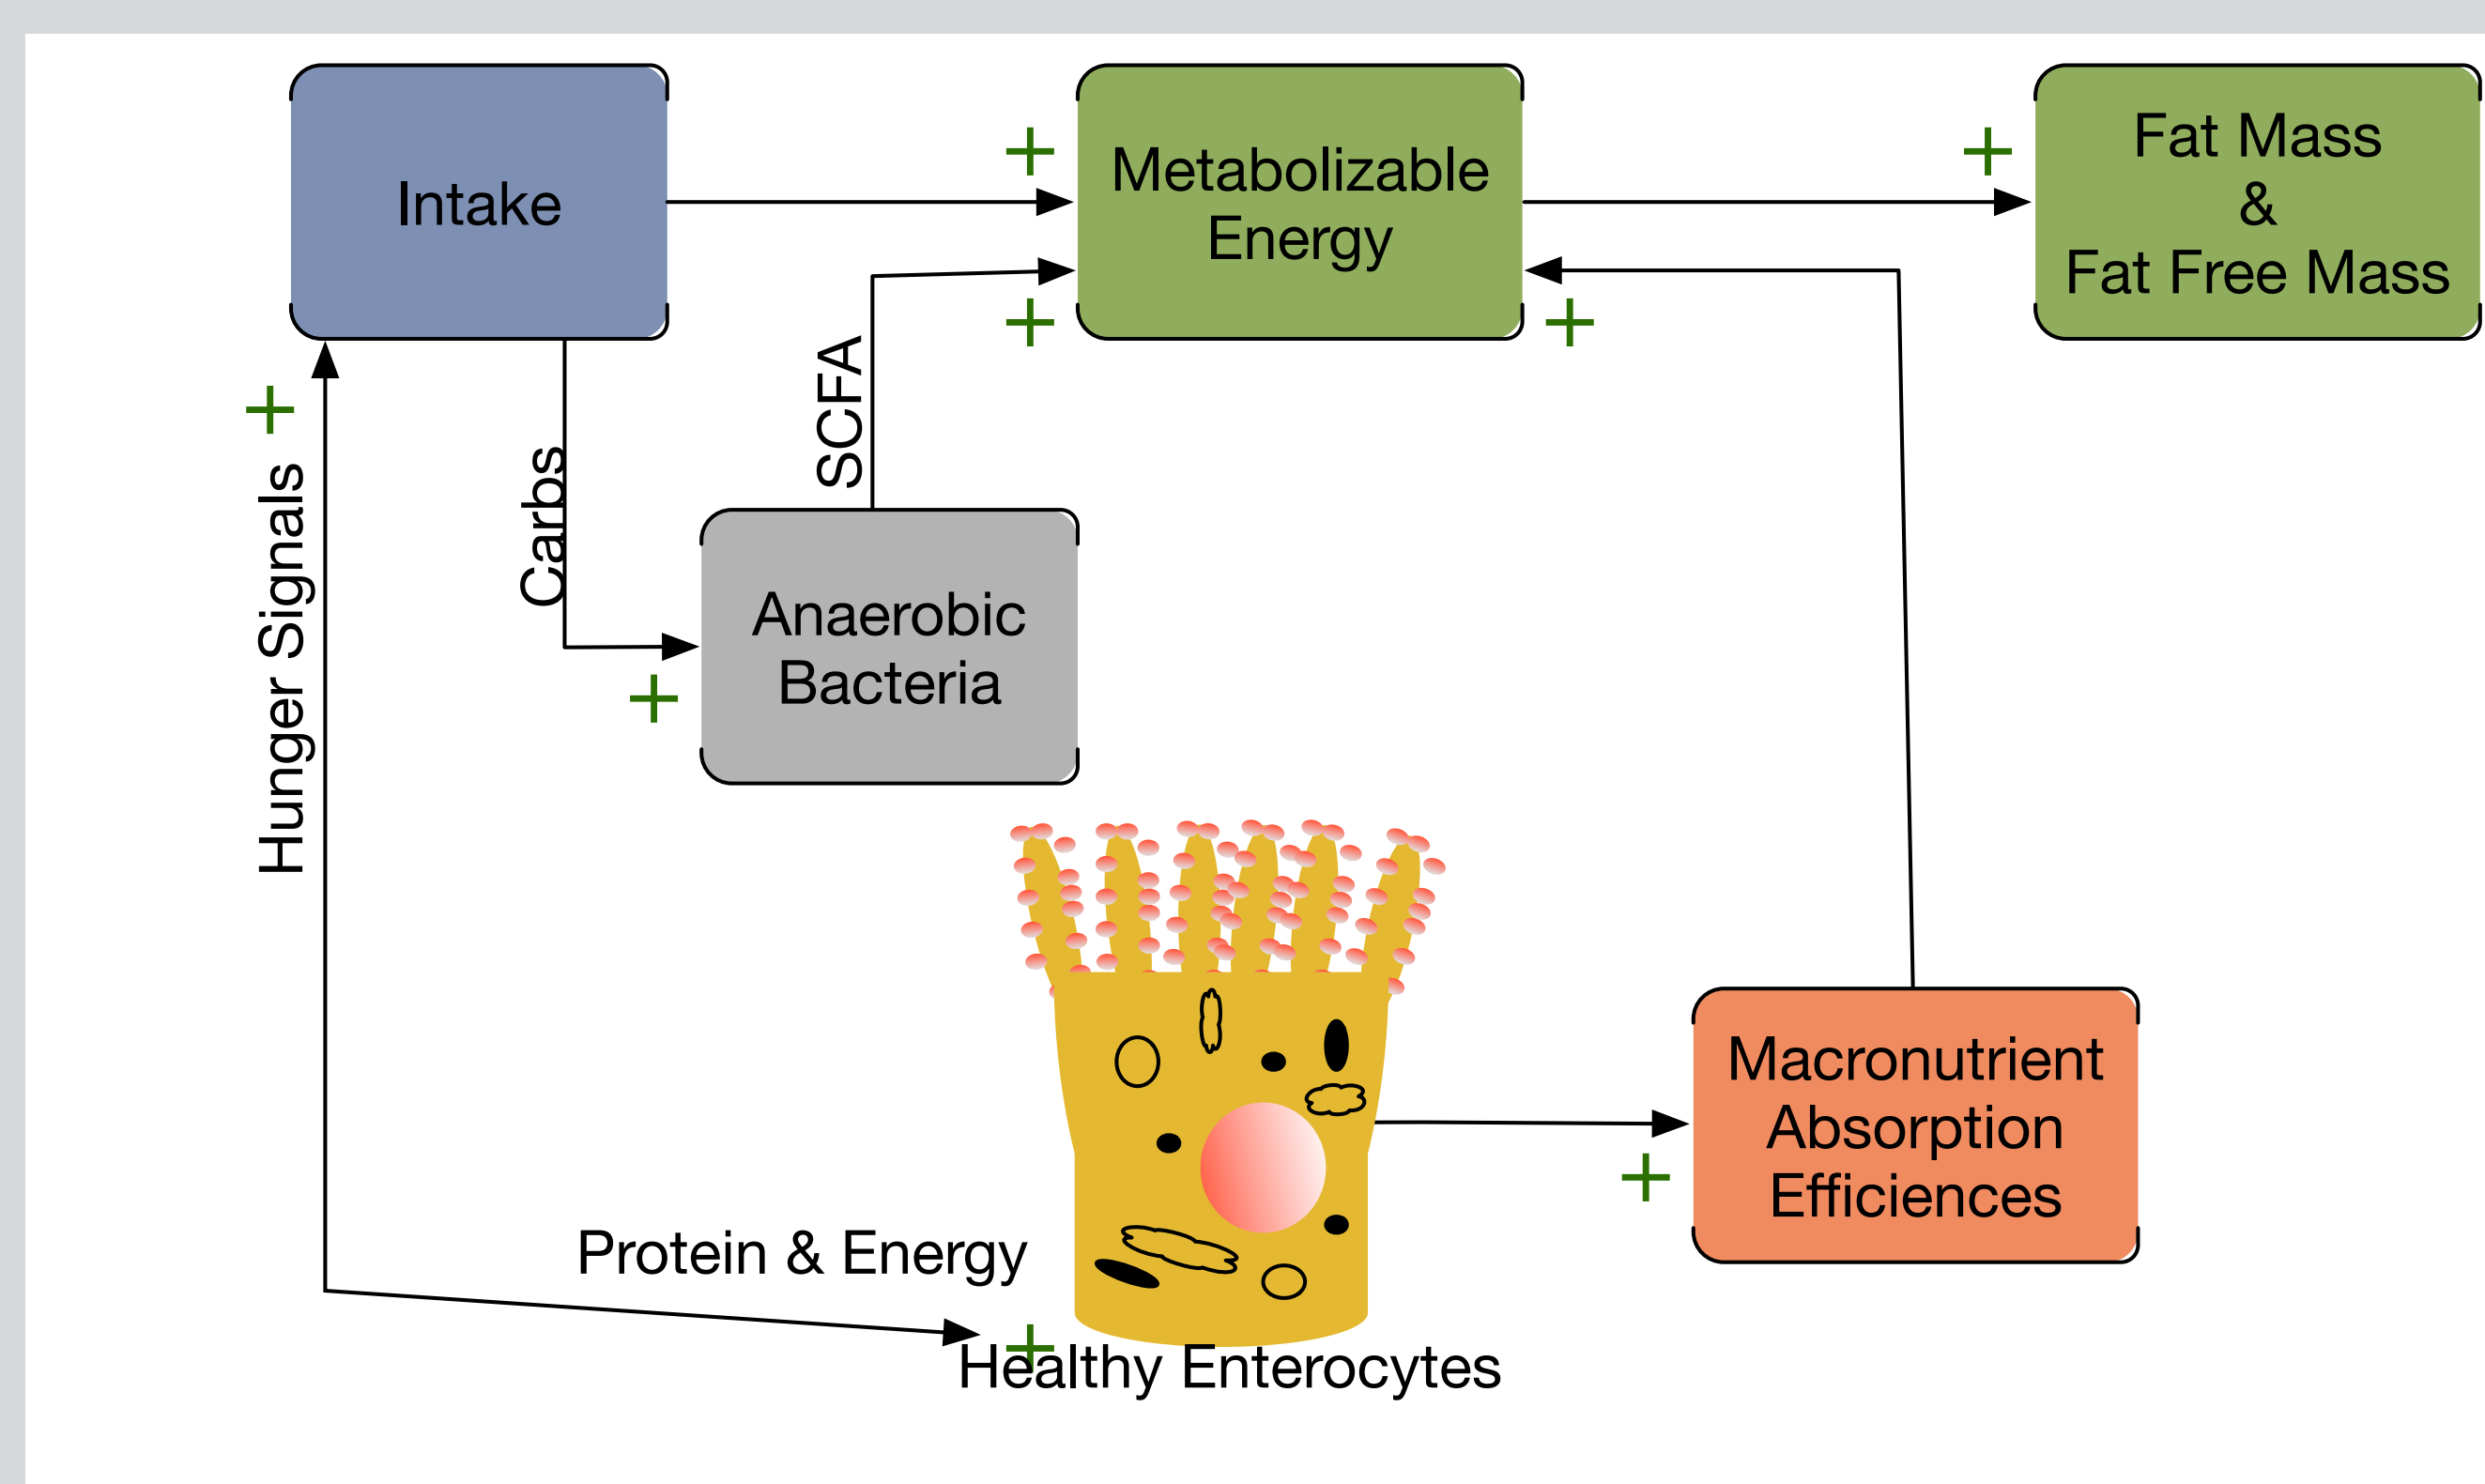 Intake
Metabolizable
Energy
Fat Mass
&
Fat Free Mass
+
+
+
+
+
Hunger Signals
Carbs
SCFA
Anaerobic
Bacteria
+
Macronutrient
Absorption
Efficiences
+
Protein & Energy
+
Healthy Enterocytes